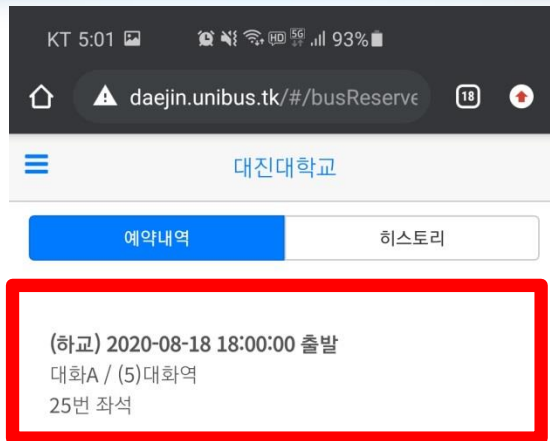 KT 5:01 HD 5G 93%
daejin.unibus.tk/#/busReserve 18
대진대학교
예약내역 히스토리
(하교) 2020-08-18 18:00:00 출발
대화A / (5)대화역
25번 좌석